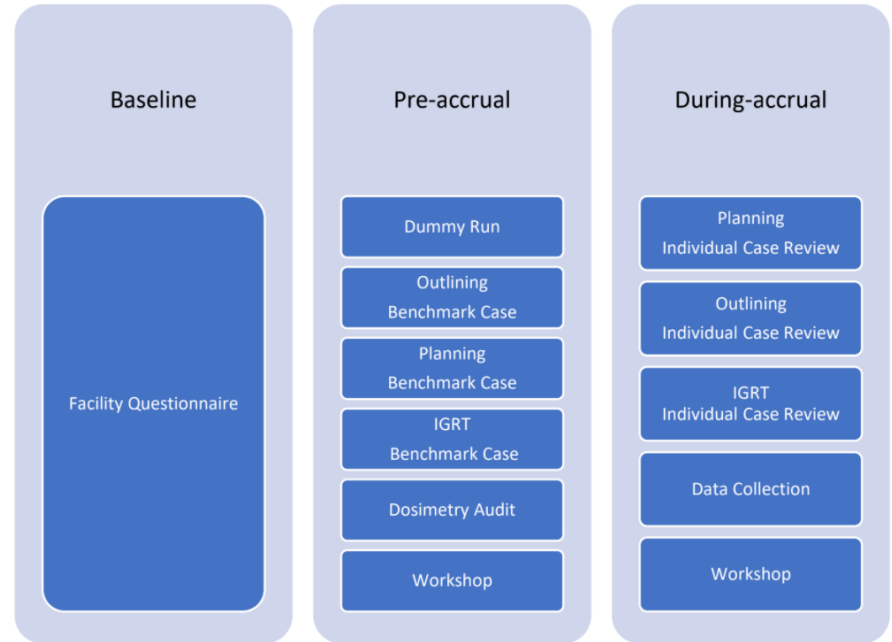 Baseline
Facility Questionnaire
Pre-accrual
Dummy Run
Outlining
Benchmark Case
Planning
Benchmark Case
IGRT
Benchmark Case
Dosimetry Audit
Workshop
During-accrual
Planning
Individual Case Review
Outlining
Individual Case Review
IGRT
Individual Case Review
Data Collection
Workshop